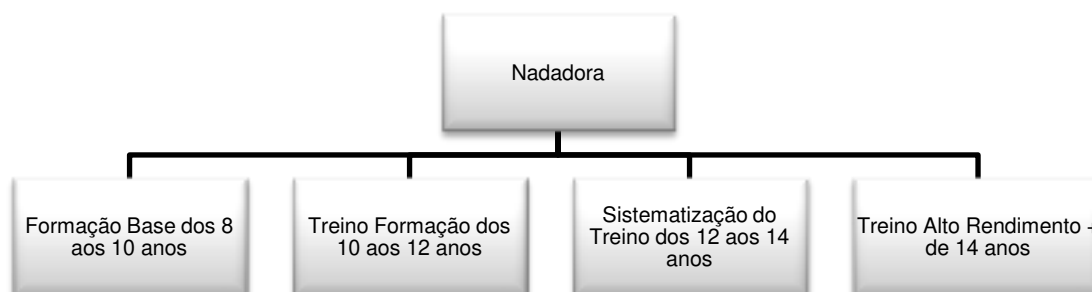 Nadadora
Formação Base dos 8
aos 10 anos
Treino Formação dos
10 aos 12 anos
Sistematização do
Treino dos 12 aos 14
anos
Treino Alto Rendimento -
de 14 anos